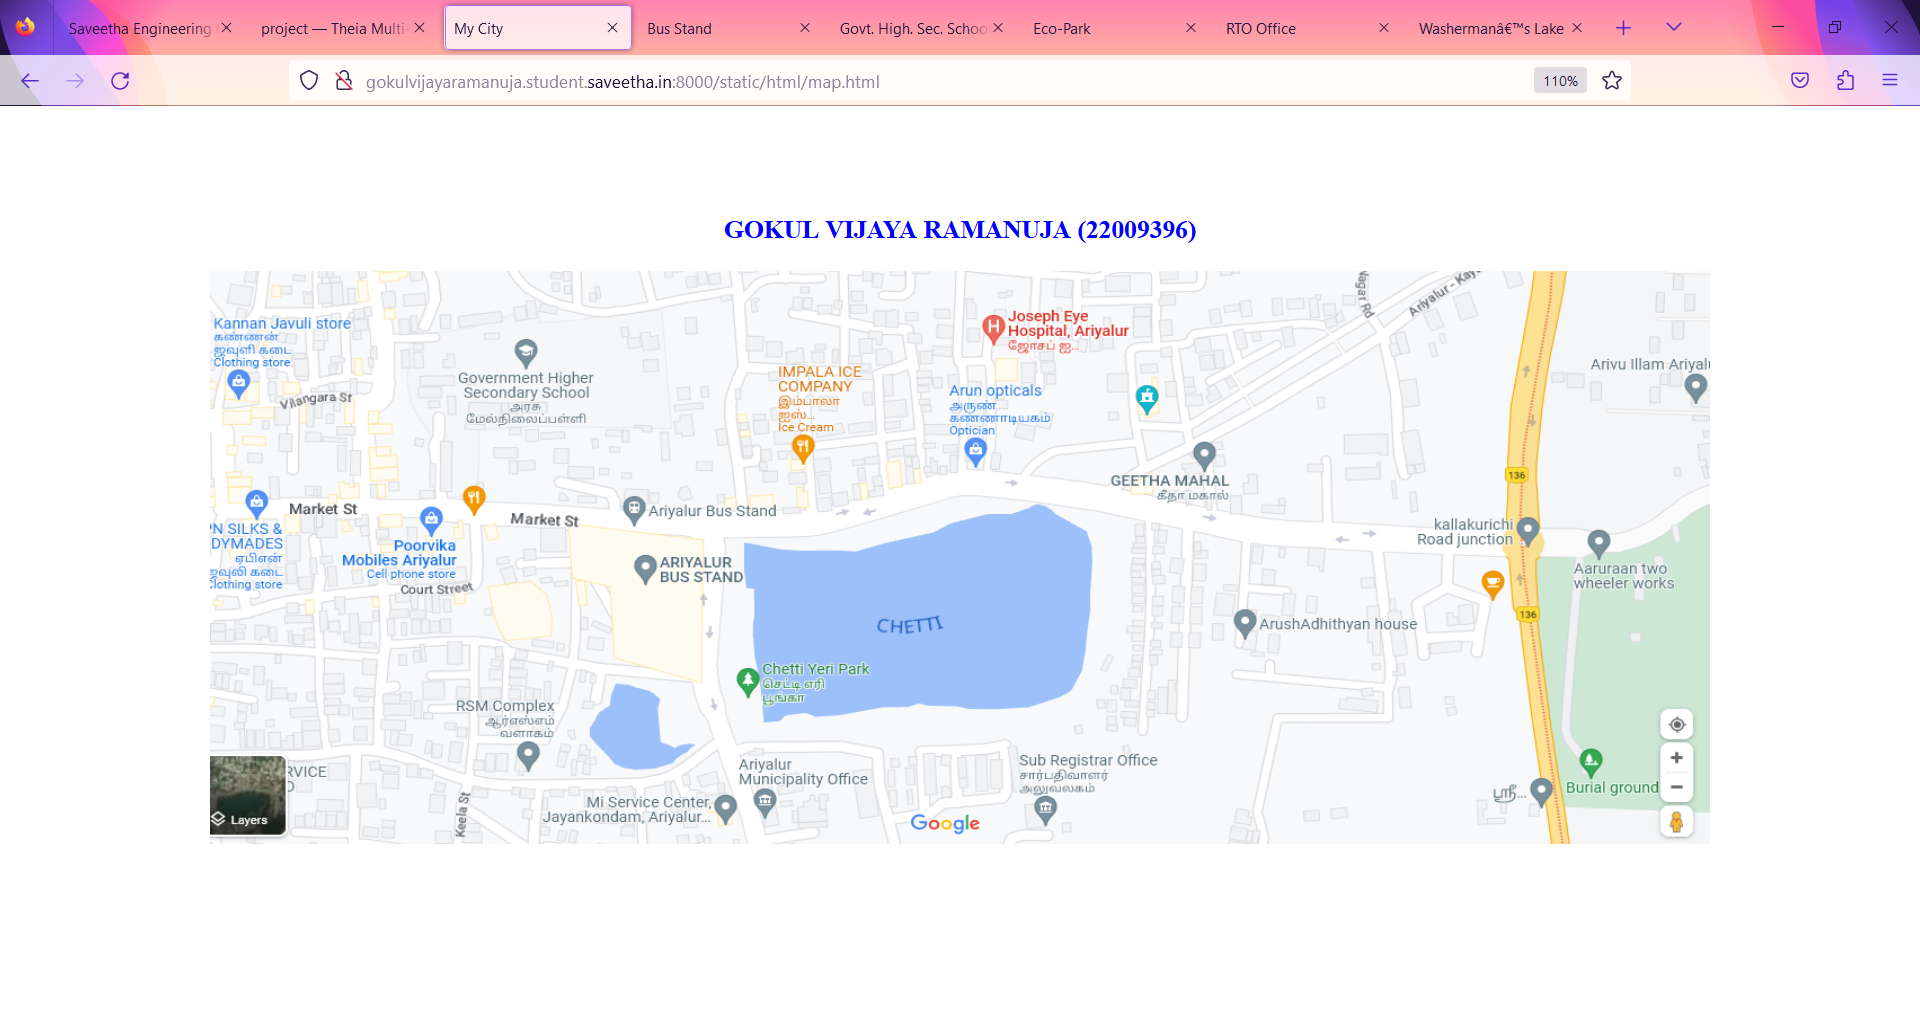 Saveetha Engineering
project — Theia Multi-
My City
Bus Stand
Govt. High. Sec. Schoo
Eco-Park
RTO Office
Washermanâ€™s Lake
gokulvijayaramanuja.student.saveetha.in:8000/static/html/map.html
110%
GOKUL VIJAYA RAMANUJA (22009396)
Kannan Javuli store
கண்ணன்
ஜவுளி கடை
Clothing store
Vilangara St
Government Higher
Secondary School
அரசு
மேல்நிலைப்பள்ளி
IMPALA ICE
COMPANY
இம்பாலா
ஐஸ்...
Ice Cream
Joseph Eye
Hospital, Ariyalur
ஜோசப் ஐ...
Arun opticals
அருண்
கண்ணாடியகம்
Optician
Nagar Rd
Ariyalur - Kay
Arivu Illam Ariyalu
GEETHA MAHAL
கீதா மகால்
136
Market St
Market St
Ariyalur Bus Stand
PN SILKS &
DYMADES
ஏபிஎன்
ஜவுலி கடை
Clothing store
Poorvika
Mobiles Ariyalur
Cell phone store
Court Street
ARIYALUR
BUS STAND
kallakurichi
Road junction
Aaruraan two
wheeler works
136
CHETTI
ArushAdhithyan house
Chetti Yeri Park
செட்டி எரி
பூங்கா
RSM Complex
ஆர்எஸ்எம்
வளாகம்
RVICE
Ariyalur
Municipality Office
Sub Registrar Office
சார்பதிவாளர்
அலுவலகம்
Mi Service Center,
Jayankondam, Ariyalur...
Keela St
Layers
Google
ஸ்ரீ...
Burial ground